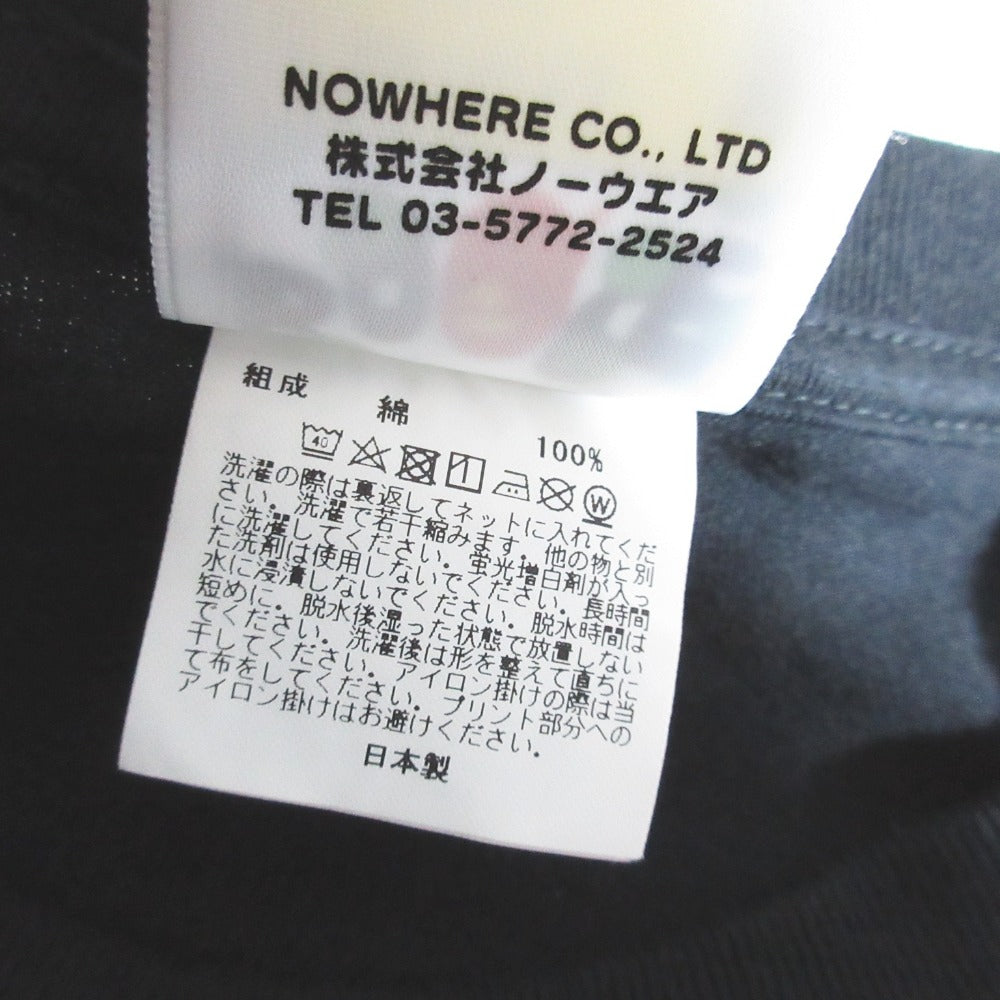 NOWHERE CO., LTD
株式会社ノーウエア
TEL 03-5772-2524
組成 綿 100%
40 W
洗濯の際は裏返してネットに入れてくだ
さい。洗濯で若干縮みます。他の物と別
に洗濯してください。蛍光増白剤が入っ
た洗剤は使用しないでください。長時間
水に浸漬しないでください。脱水時間は
短めに。脱水後湿った状態で放置しない
でください。洗濯後は形を整えて直ちに
干してください。アイロン掛けの際は当
て布をしてください。プリント部分への
アイロン掛けはお避けください。
日本製